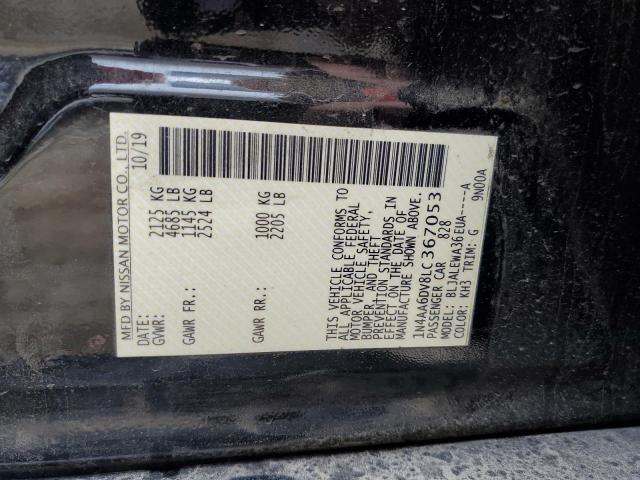 MFD BY NISSAN MOTOR CO., LTD.
DATE: 10/19
GVWR: 2125 KG
4685 LB
GAWR FR: 1145 KG
2524 LB
GAWR RR: 1000 KG
2205 LB
THIS VEHICLE CONFORMS TO
ALL APPLICABLE FEDERAL
MOTOR VEHICLE SAFETY,
BUMPER, AND THEFT
PREVENTION STANDARDS IN
EFFECT ON THE DATE OF
MANUFACTURE SHOWN ABOVE.
1N4AA6DV8LC367053
PASSENGER CAR 828
MODEL: BLJALEWA36EUA----A
COLOR: KH3 TRIM: G 9N00A